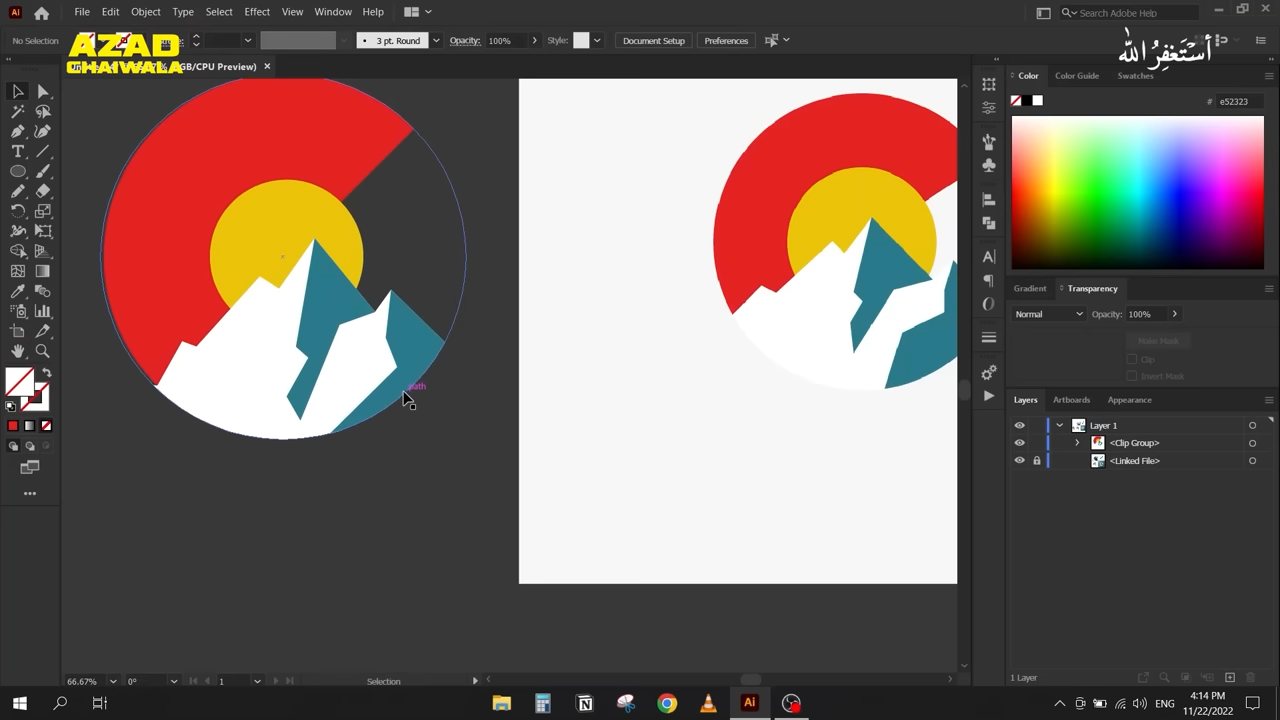 File Edit Object Type Select Effect View Window Help
Search Adobe Help
No Selection
3 pt. Round
Opacity: 100%
Style:
Document Setup
Preferences
AZAD
CHAIWALA
أستغفر الله
GB/CPU Preview)
Color
Color Guide
Swatches
# e52323
Gradient
Transparency
Normal
Opacity: 100%
Make Mask
Clip
Invert Mask
path
Layers
Artboards
Appearance
Layer 1
<Clip Group>
<Linked File>
1 Layer
66.67%
0°
1
Selection
Ai
ENG
4:14 PM
11/22/2022